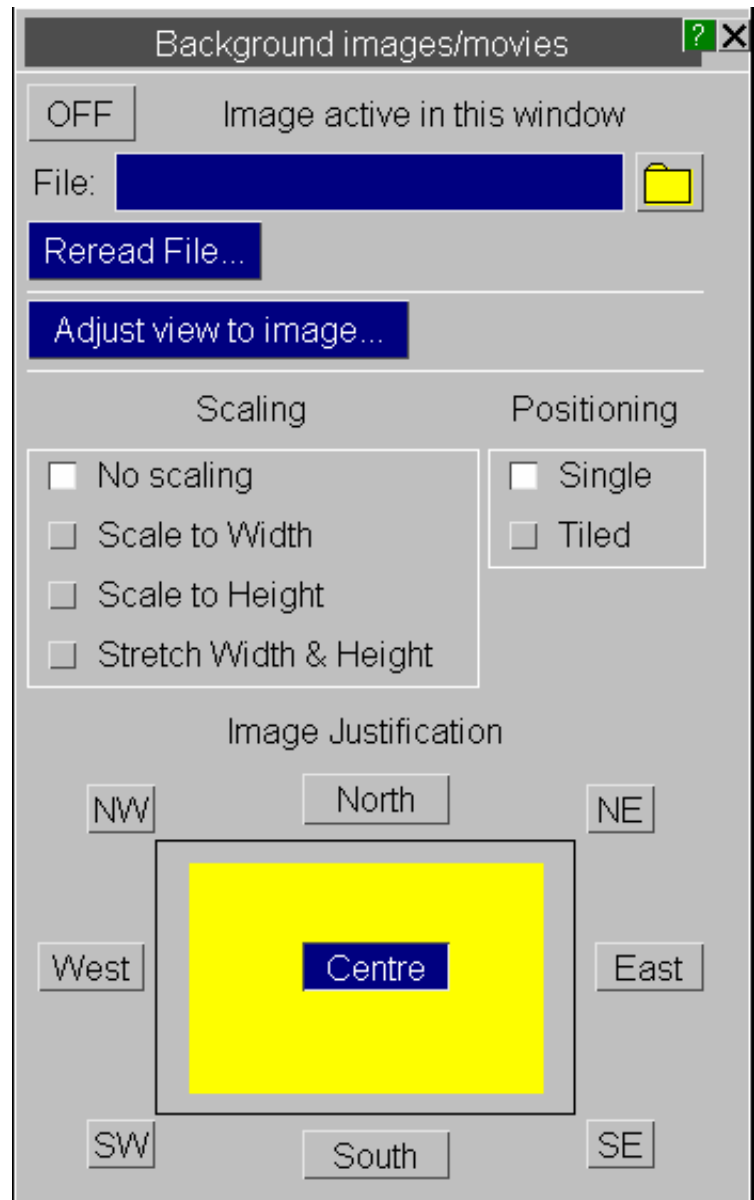 Background images/movies ? X
OFF Image active in this window
File:
Reread File...
Adjust view to image...
Scaling Positioning
No scaling Single
Scale to Width Tiled
Scale to Height
Stretch Width & Height
Image Justification
NW North NE
West Centre East
SW South SE